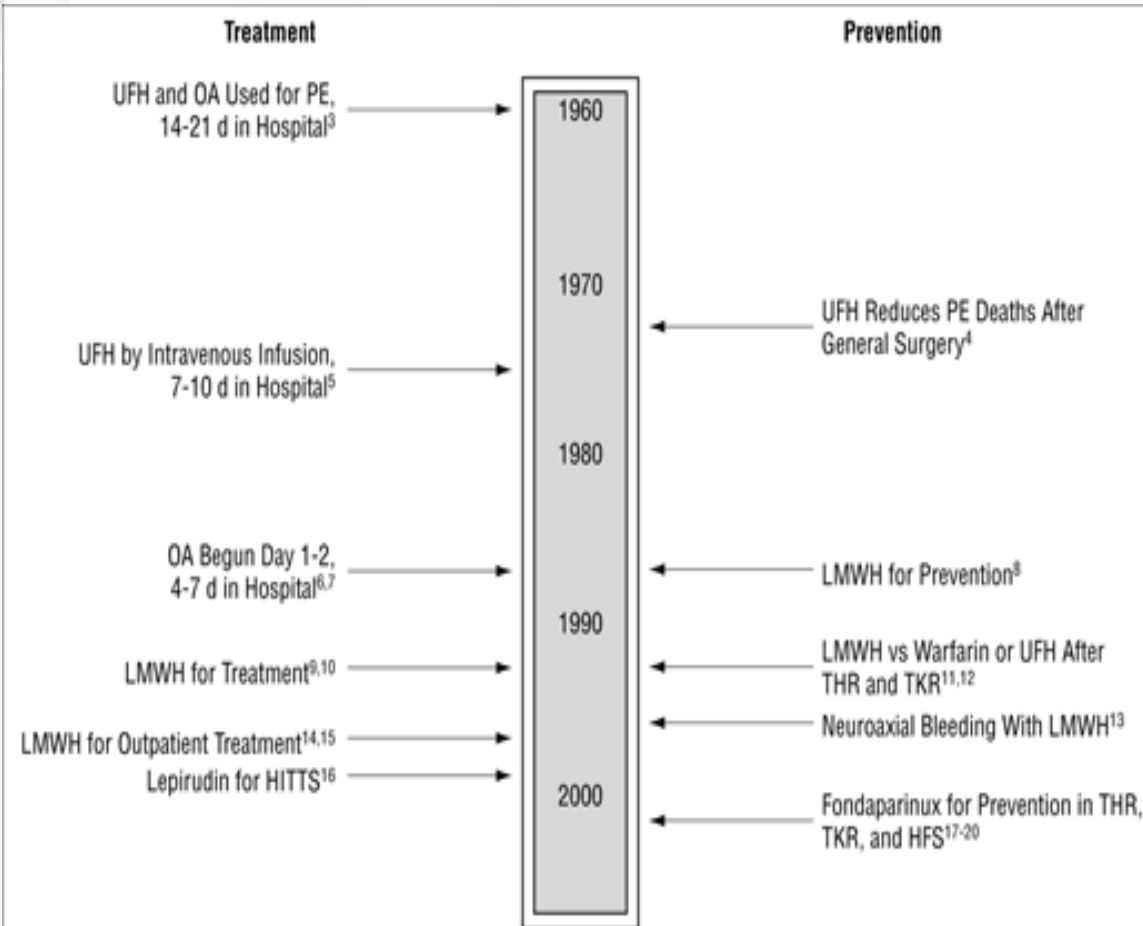 Treatment
Prevention
UFH and OA Used for PE,
14-21 d in Hospital³
1960
1970
UFH Reduces PE Deaths After
General Surgery⁴
UFH by Intravenous Infusion,
7-10 d in Hospital⁵
1980
OA Begun Day 1-2,
4-7 d in Hospital⁶,⁷
LMWH for Prevention⁸
1990
LMWH for Treatment⁹,¹⁰
LMWH vs Warfarin or UFH After
THR and TKR¹¹,¹²
Neuroaxial Bleeding With LMWH¹³
LMWH for Outpatient Treatment¹⁴,¹⁵
Lepirudin for HITTS¹⁶
2000
Fondaparinux for Prevention in THR,
TKR, and HFS¹⁷-²⁰